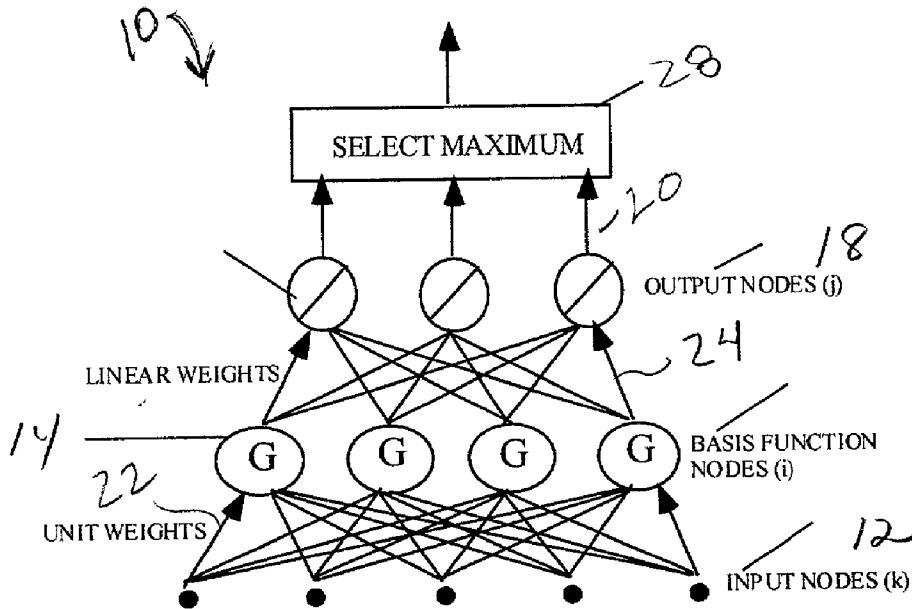 10
28
SELECT MAXIMUM
20
18
OUTPUT NODES (j)
24
LINEAR WEIGHTS
14
G G G G
BASIS FUNCTION
NODES (i)
22
UNIT WEIGHTS
12
INPUT NODES (k)